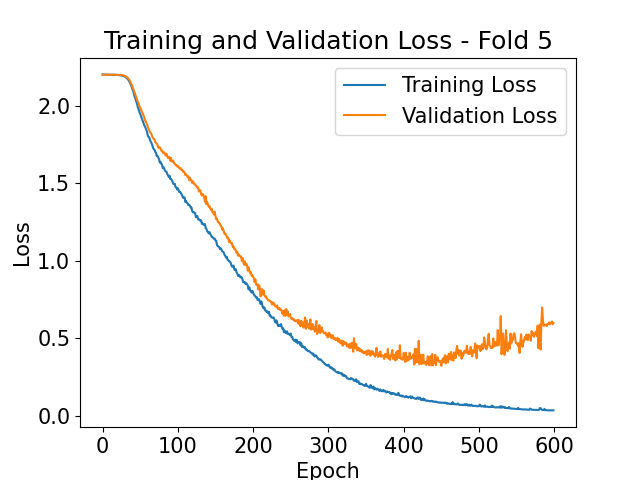 Training and Validation Loss - Fold 5
Training Loss
Validation Loss
Loss
2.0
1.5
1.0
0.5
0.0
0 100 200 300 400 500 600
Epoch